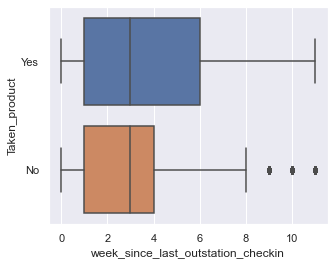 Taken_product
Yes
No
0 2 4 6 8 10
week_since_last_outstation_checkin